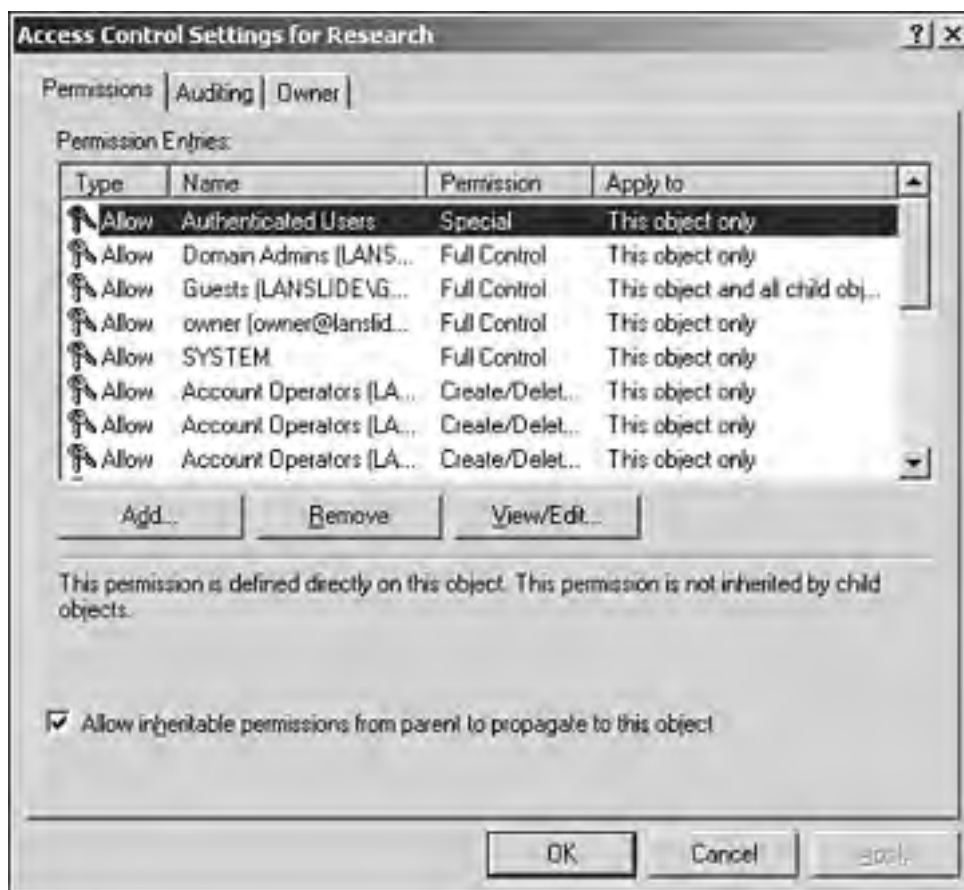 Access Control Settings for Research
? ×
Permissions Auditing Owner
Permission Entries:
Type Name Permission Apply to
Allow Authenticated Users Special This object only
Allow Domain Admins (LANS... Full Control This object only
Allow Guests (LANSLIDE\G... Full Control This object and all child obj...
Allow owner (owner@lanslid... Full Control This object only
Allow SYSTEM Full Control This object only
Allow Account Operators (LA... Create/Delet... This object only
Allow Account Operators (LA... Create/Delet... This object only
Allow Account Operators (LA... Create/Delet... This object only
Add... Remove View/Edit...
This permission is defined directly on this object. This permission is not inherited by child
objects.
Allow inheritable permissions from parent to propagate to this object
OK Cancel Apply